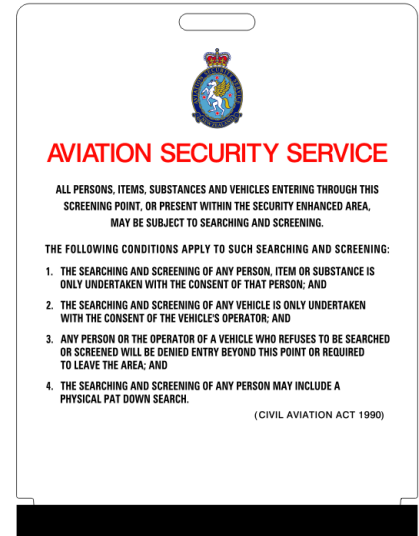 AVIATION SECURITY SERVICE
ALL PERSONS, ITEMS, SUBSTANCES AND VEHICLES ENTERING THROUGH THIS
SCREENING POINT, OR PRESENT WITHIN THE SECURITY ENHANCED AREA,
MAY BE SUBJECT TO SEARCHING AND SCREENING.
THE FOLLOWING CONDITIONS APPLY TO SUCH SEARCHING AND SCREENING:
1. THE SEARCHING AND SCREENING OF ANY PERSON, ITEM OR SUBSTANCE IS
ONLY UNDERTAKEN WITH THE CONSENT OF THAT PERSON; AND
2. THE SEARCHING AND SCREENING OF ANY VEHICLE IS ONLY UNDERTAKEN
WITH THE CONSENT OF THE VEHICLE'S OPERATOR; AND
3. ANY PERSON OR THE OPERATOR OF A VEHICLE WHO REFUSES TO BE SEARCHED
OR SCREENED WILL BE DENIED ENTRY BEYOND THIS POINT OR REQUIRED
TO LEAVE THE AREA; AND
4. THE SEARCHING AND SCREENING OF ANY PERSON MAY INCLUDE A
PHYSICAL PAT DOWN SEARCH.
(CIVIL AVIATION ACT 1990)